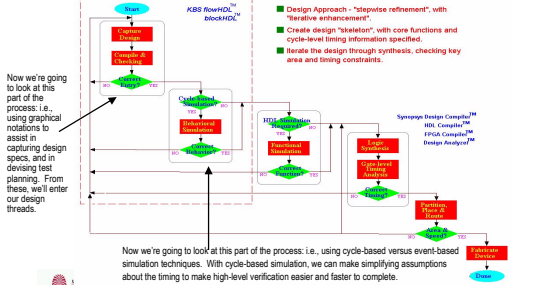 Start
KBS flowHDL™
blockHDL™
Design Approach - "stepwise refinement", with
"iterative enhancement".
Create design "skeleton", with core functions and
cycle-level timing information specified.
Iterate the design through synthesis, checking key
area and timing constraints.
Capture
Design
Compile &
Checking
Correct
Entry?
NO
YES
Now we're going
to look at this
part of the
process: i.e.,
using graphical
notations to
assist in
capturing design
specs, and in
devising test
planning. From
these, we'll enter
our design
threads.
Cycle based
Simulation?
NO
YES
Behavioral
Simulation
Correct
Behavior?
NO
YES
HDL Simulation
Required?
NO
YES
Functional
Simulation
Correct
Function?
NO
YES
Synopsys Design Compiler™
HDL Compiler™
FPGA Compiler™
Design Analyzer™
Logic
Synthesis
Gate-level
Timing
Analysis
Correct
Timing?
NO
YES
Partition,
Place &
Route
Area &
Speed?
NO
YES
Fabricate
Device
Done
Now we're going to look at this part of the process: i.e., using cycle-based versus event-based
simulation techniques. With cycle-based simulation, we can make simplifying assumptions
about the timing to make high-level verification easier and faster to complete.